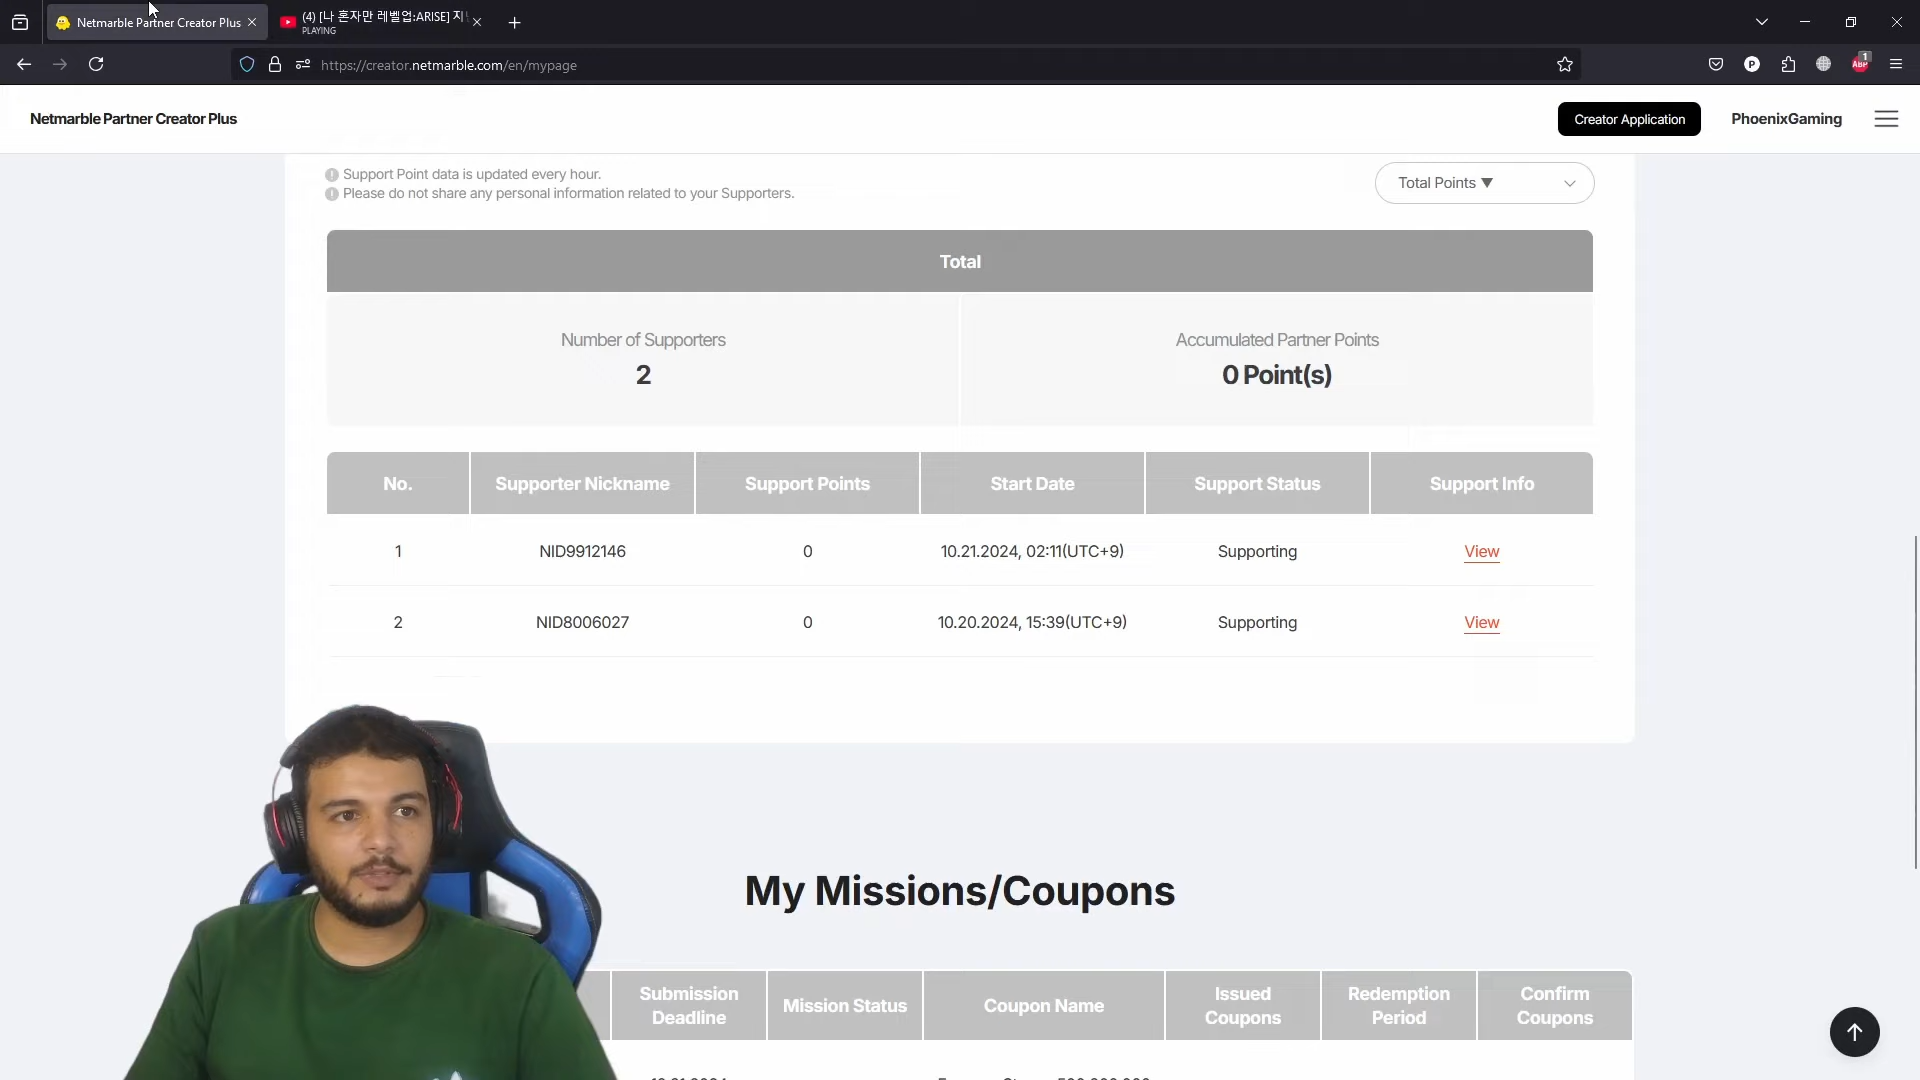 Netmarble Partner Creator Plus
(4) [나 혼자만 레벨업:ARISE] 지
PLAYING
https://creator.netmarble.com/en/mypage
ABP
1
P
Netmarble Partner Creator Plus
Creator Application
PhoenixGaming
Support Point data is updated every hour.
Please do not share any personal information related to your Supporters.
Total Points ▼
Total
Number of Supporters
2
Accumulated Partner Points
0 Point(s)
No. Supporter Nickname Support Points Start Date Support Status Support Info
1 NID9912146 0 10.21.2024, 02:11(UTC+9) Supporting View
2 NID8006027 0 10.20.2024, 15:39(UTC+9) Supporting View
My Missions/Coupons
Submission Deadline
Mission Status
Coupon Name
Issued Coupons
Redemption Period
Confirm Coupons